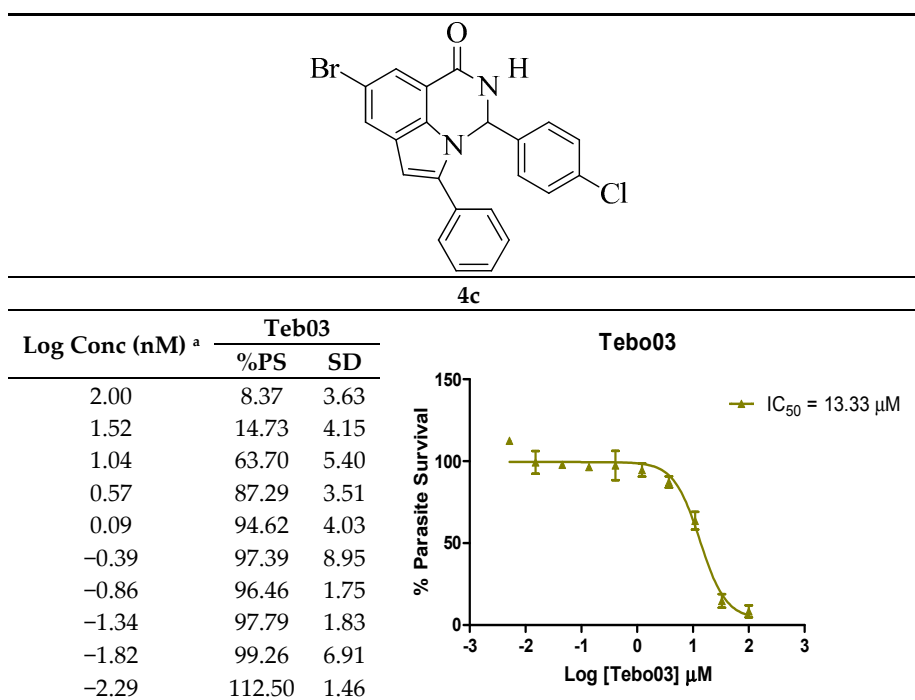 O
Br
N H
N
Cl
4c
Log Conc (nM) a Teb03
%PS SD
2.00 8.37 3.63
1.52 14.73 4.15
1.04 63.70 5.40
0.57 87.29 3.51
0.09 94.62 4.03
−0.39 97.39 8.95
−0.86 96.46 1.75
−1.34 97.79 1.83
−1.82 99.26 6.91
−2.29 112.50 1.46
Tebo03
150
100
50
0
% Parasite Survival
IC50 = 13.33 µM
-3 -2 -1 0 1 2 3
Log [Tebo03] µM